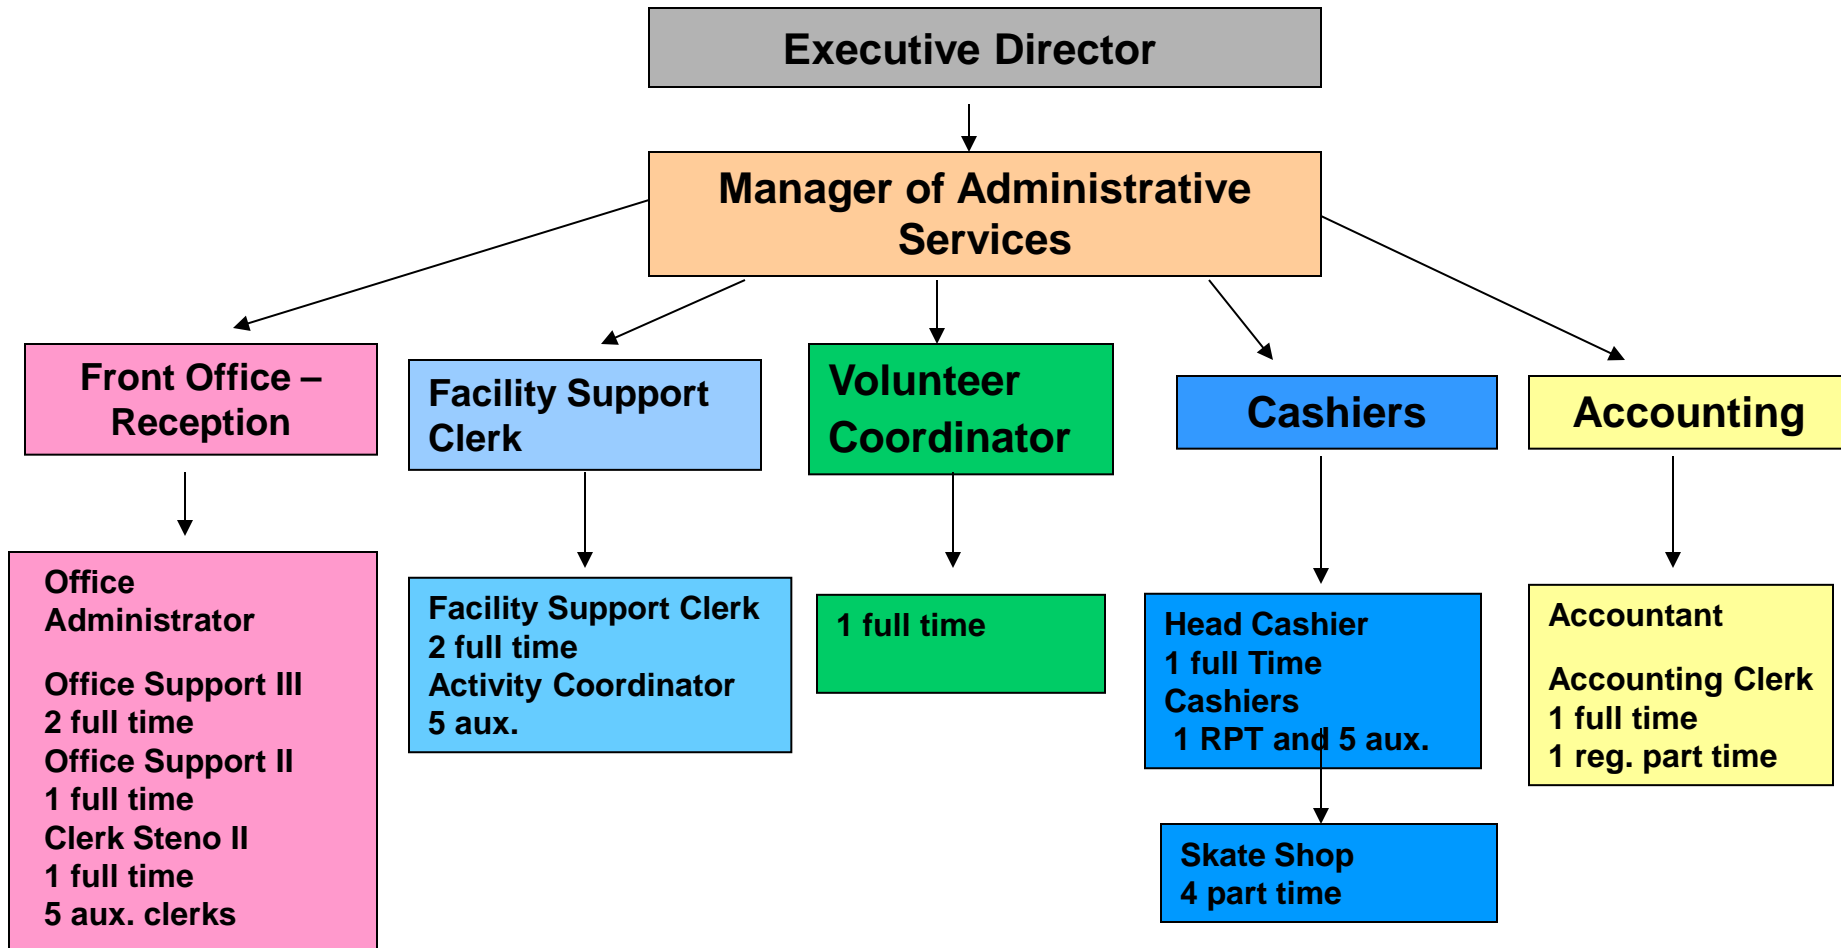 Executive Director
Manager of Administrative
Services
Front Office –
Reception
Facility Support
Clerk
Volunteer
Coordinator
Cashiers
Accounting
Office
Administrator
Office Support III
2 full time
Office Support II
1 full time
Clerk Steno II
1 full time
5 aux. clerks
Facility Support Clerk
2 full time
Activity Coordinator
5 aux.
1 full time
Head Cashier
1 full Time
Cashiers
1 RPT and 5 aux.
Skate Shop
4 part time
Accountant
Accounting Clerk
1 full time
1 reg. part time